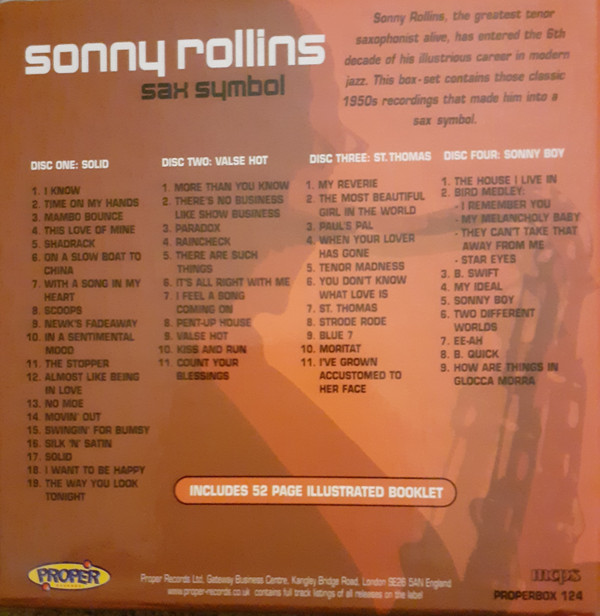 sonny rollins
sax symbol
Sonny Rollins, the greatest tenor
saxophonist alive, has entered the 6th
decade of his illustrious career in modern
jazz. This box-set contains those classic
1950s recordings that made him into a
sax symbol.
DISC ONE: SOLID
1. I KNOW
2. TIME ON MY HANDS
3. MAMBO BOUNCE
4. THIS LOVE OF MINE
5. SHADRACK
6. ON A SLOW BOAT TO
CHINA
7. WITH A SONG IN MY
HEART
8. SCOOPS
9. NEWK'S FADEAWAY
10. IN A SENTIMENTAL
MOOD
11. THE STOPPER
12. ALMOST LIKE BEING
IN LOVE
13. NO MOE
14. MOVIN' OUT
15. SWINGIN' FOR BUMSY
16. SILK 'N' SATIN
17. SOLID
18. I WANT TO BE HAPPY
19. THE WAY YOU LOOK
TONIGHT
DISC TWO: VALSE HOT
1. MORE THAN YOU KNOW
2. THERE'S NO BUSINESS
LIKE SHOW BUSINESS
3. PARADOX
4. RAINCHECK
5. THERE ARE SUCH
THINGS
6. IT'S ALL RIGHT WITH ME
7. I FEEL A SONG
COMING ON
8. PENT-UP HOUSE
9. VALSE HOT
10. KISS AND RUN
11. COUNT YOUR
BLESSINGS
DISC THREE: ST. THOMAS
1. MY REVERIE
2. THE MOST BEAUTIFUL
GIRL IN THE WORLD
3. PAUL'S PAL
4. WHEN YOUR LOVER
HAS GONE
5. TENOR MADNESS
6. YOU DON'T KNOW
WHAT LOVE IS
7. ST. THOMAS
8. STRODE RODE
9. BLUE 7
10. MORITAT
11. I'VE GROWN
ACCUSTOMED TO
HER FACE
DISC FOUR: SONNY BOY
1. THE HOUSE I LIVE IN
2. BIRD MEDLEY:
- I REMEMBER YOU
- MY MELANCHOLY BABY
- THEY CAN'T TAKE THAT
AWAY FROM ME
- STAR EYES
3. B. SWIFT
4. MY IDEAL
5. SONNY BOY
6. TWO DIFFERENT
WORLDS
7. EE-AH
8. B. QUICK
9. HOW ARE THINGS IN
GLOCCA MORRA
INCLUDES 52 PAGE ILLUSTRATED BOOKLET
PROPER
RECORDS
Proper Records Ltd, Gateway Business Centre, Kangley Bridge Road, London SE26 5AN England
www.proper-records.co.uk contains full track listings of all releases on the label
mcps
PROPERBOX 124